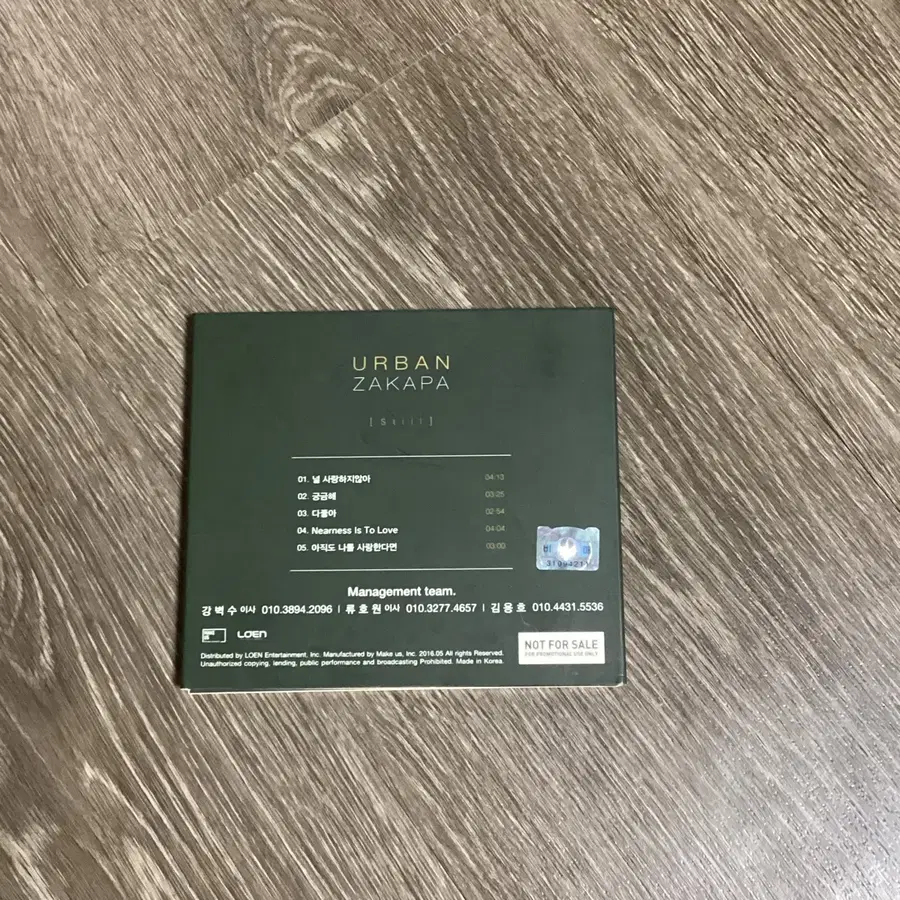 URBAN
ZAKAPA
[ S t i l l ]
01. 널 사랑하지않아 04:13
02. 궁금해 03:25
03. 다 좋아 02:54
04. Nearness Is To Love 04:04
05. 아직도 나를 사랑한다면 03:00
Management team.
강 벽 수 이사 010.3894.2096 | 류 호 원 이사 010.3277.4657 | 김 용 호 010.4431.5536
LOEN
NOT FOR SALE
FOR PROMOTIONAL USE ONLY
Distributed by LOEN Entertainment, Inc. Manufactured by Make us, Inc. 2016.05 All rights Reserved.
Unauthorized copying, lending, public performance and broadcasting Prohibited. Made in Korea.